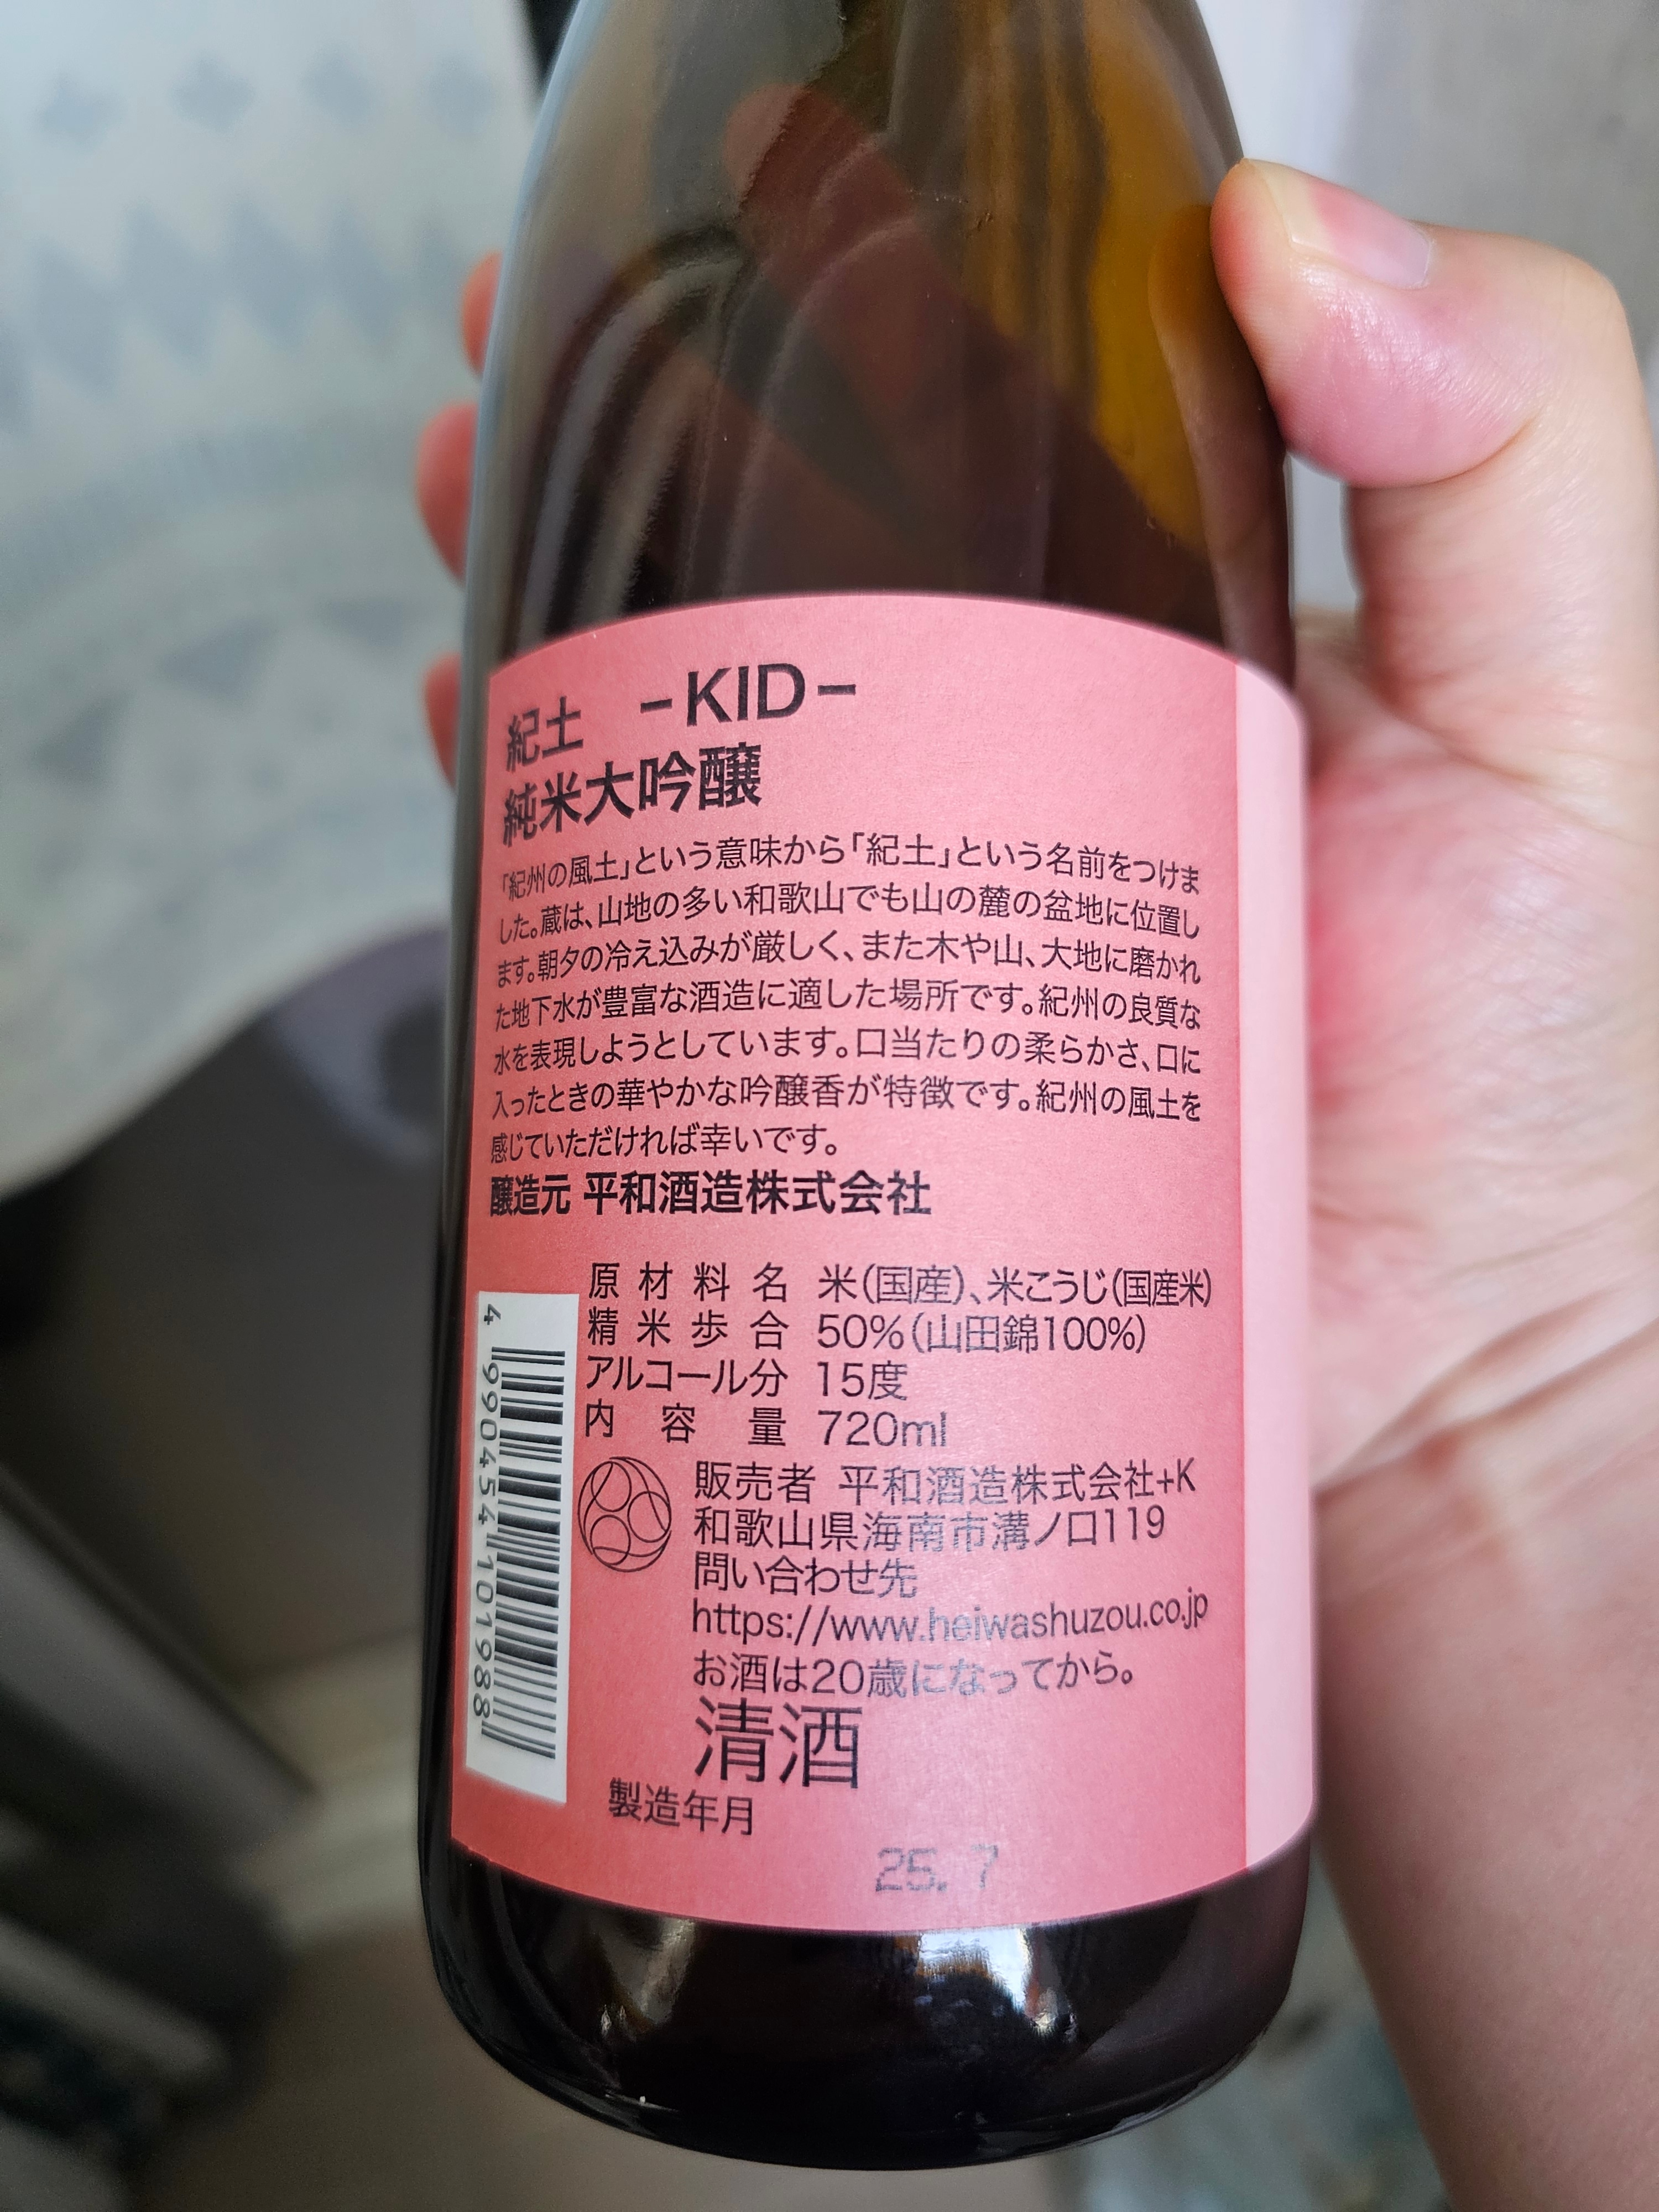 紀土 －KID－
純米大吟醸
「紀州の風土」という意味から「紀土」という名前をつけま
した。蔵は、山地の多い和歌山でも山の麓の盆地に位置し
ます。朝夕の冷え込みが厳しく、また木や山、大地に磨かれ
た地下水が豊富な酒造に適した場所です。紀州の良質な
水を表現しようとしています。口当たりの柔らかさ、口に
入ったときの華やかな吟醸香が特徴です。紀州の風土を
感じていただければ幸いです。
醸造元 平和酒造株式会社
原材料名 米（国産）、米こうじ（国産米）
精米歩合 50％（山田錦100％）
アルコール分 15度
内容量 720ml
4 990454 101988
販売者 平和酒造株式会社+K
和歌山県海南市溝ノ口119
問い合わせ先
https://www.heiwashuzou.co.jp
お酒は20歳になってから。
清酒
製造年月
25. 7